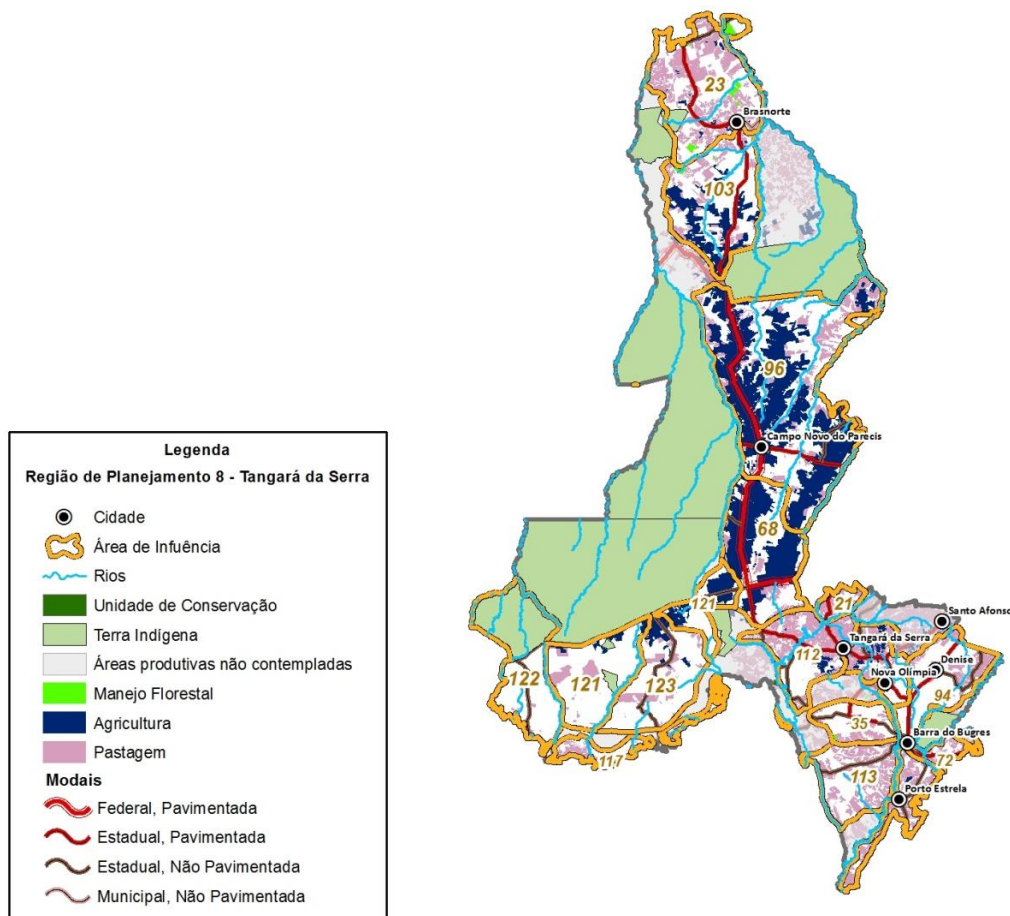 23
Brasnorte
103
96
Campo Novo do Parecis
68
121
21
Santo Afonso
Tangará da Serra
112
Denise
Nova Olímpia
122
121
123
94
35
Barra do Bugres
72
117
113
Porto Estrela
Legenda
Região de Planejamento 8 - Tangará da Serra
Cidade
Área de Infuência
Rios
Unidade de Conservação
Terra Indígena
Áreas produtivas não contempladas
Manejo Florestal
Agricultura
Pastagem
Modais
Federal, Pavimentada
Estadual, Pavimentada
Estadual, Não Pavimentada
Municipal, Não Pavimentada